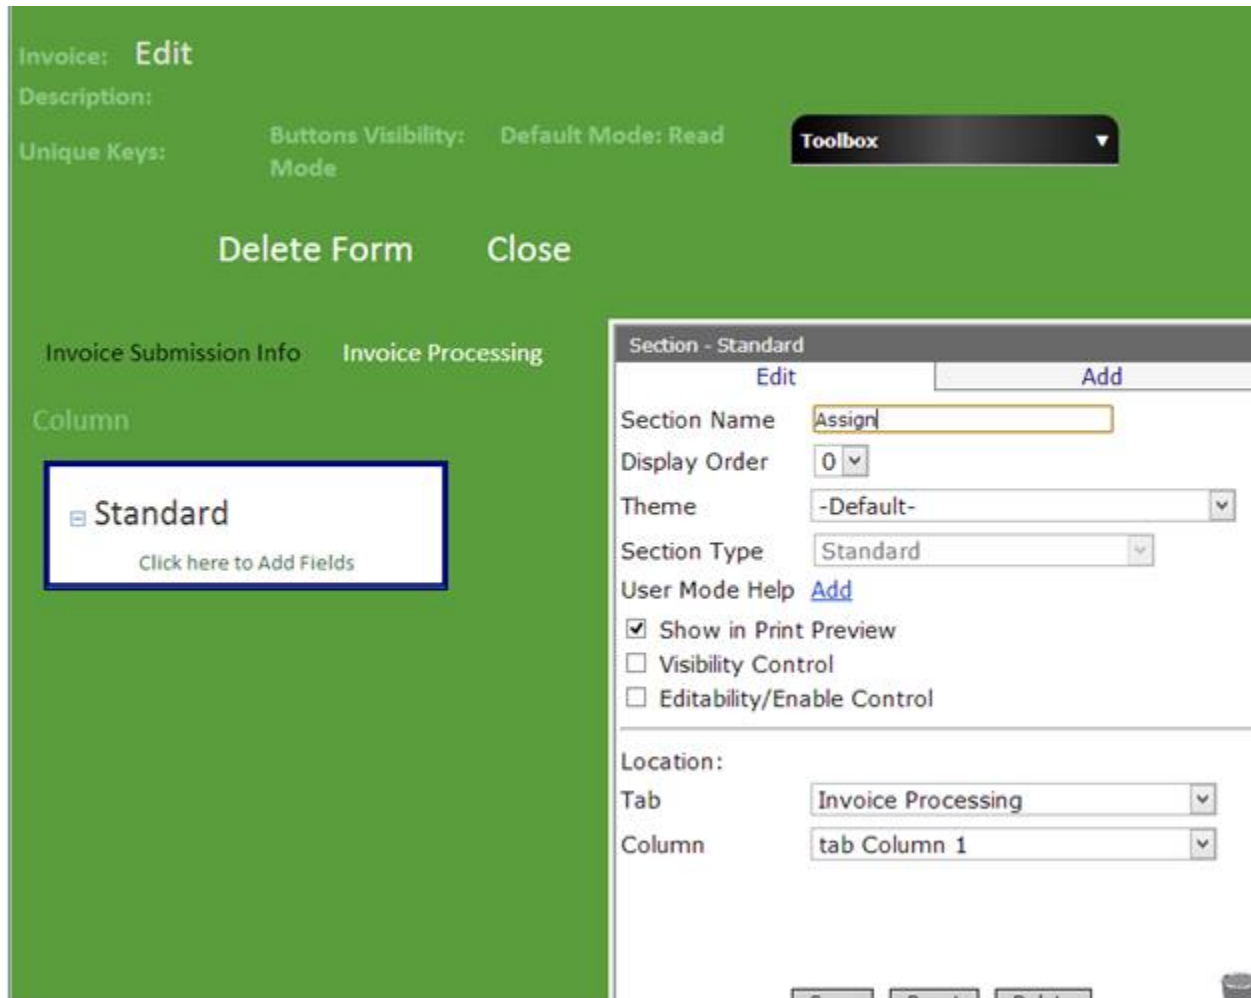 Invoice: Edit
Description:
Unique Keys:
Buttons Visibility: Default Mode: Read
Mode
Toolbox
Delete Form Close
Invoice Submission Info Invoice Processing
Column
Standard
Click here to Add Fields
Section - Standard
Edit Add
Section Name Assign
Display Order 0
Theme -Default-
Section Type Standard
User Mode Help Add
Show in Print Preview
Visibility Control
Editability/Enable Control
Location:
Tab Invoice Processing
Column tab Column 1